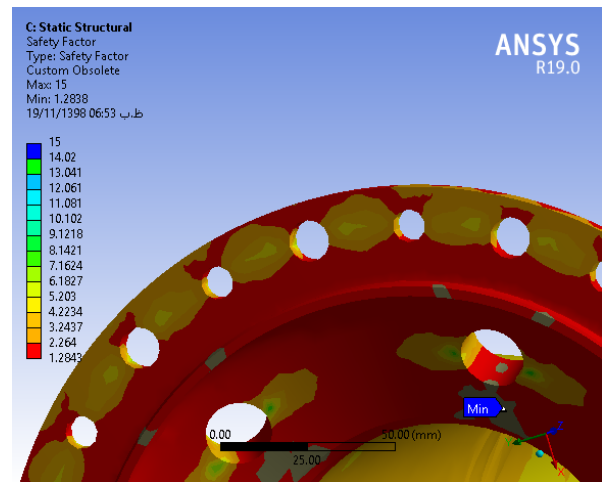 C: Static Structural
Safety Factor
Type: Safety Factor
Custom Obsolete
Max: 15
Min: 1.2838
19/11/1398 06:53 ظ.ب
ANSYS
R19.0
15
14.02
13.041
12.061
11.081
10.102
9.1218
8.1421
7.1624
6.1827
5.203
4.2234
3.2437
2.264
1.2843
Min
0.00
50.00 (mm)
25.00